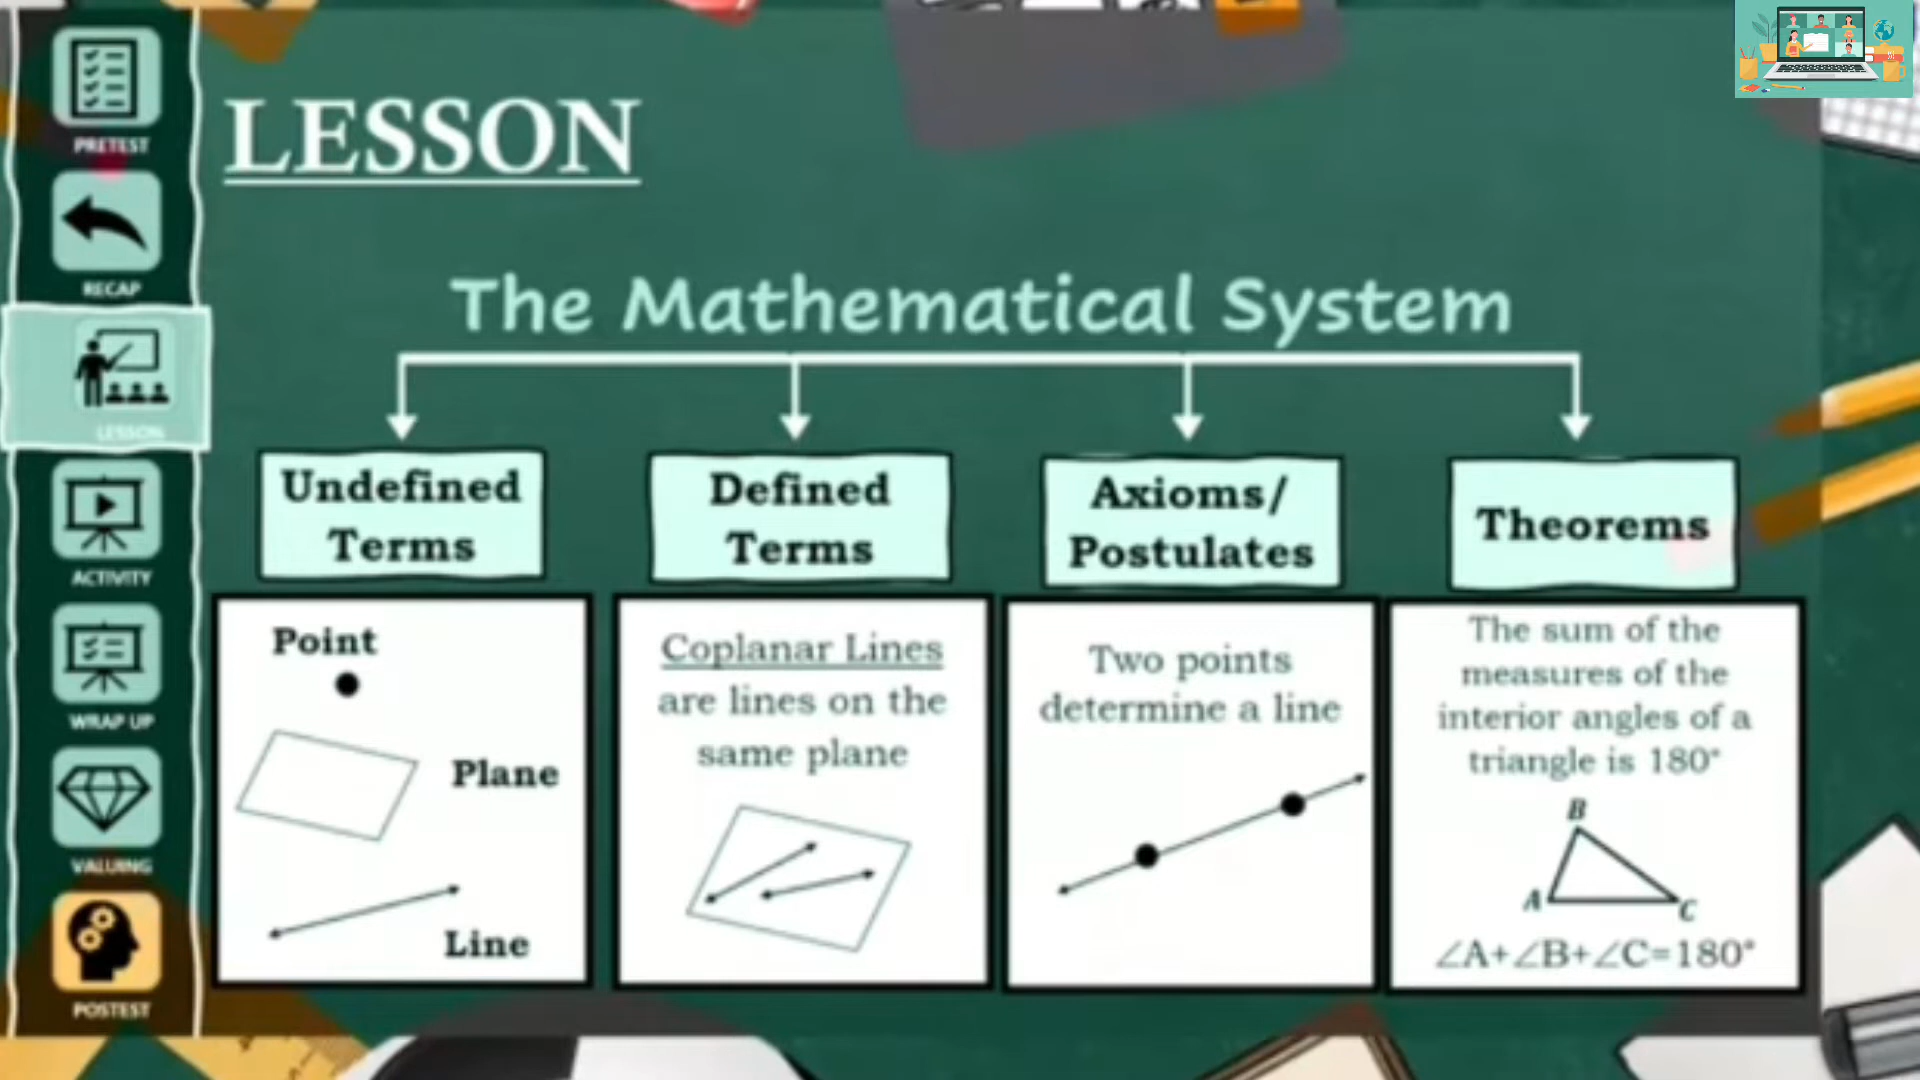 PRETEST
RECAP
LESSON
ACTIVITY
WRAP UP
VALUING
POSTEST
LESSON
The Mathematical System
Undefined
Terms
Point
Plane
Line
Defined
Terms
Coplanar Lines
are lines on the
same plane
Axioms/
Postulates
Two points
determine a line
Theorems
The sum of the
measures of the
interior angles of a
triangle is 180°
B
A
C
∠A+∠B+∠C=180°